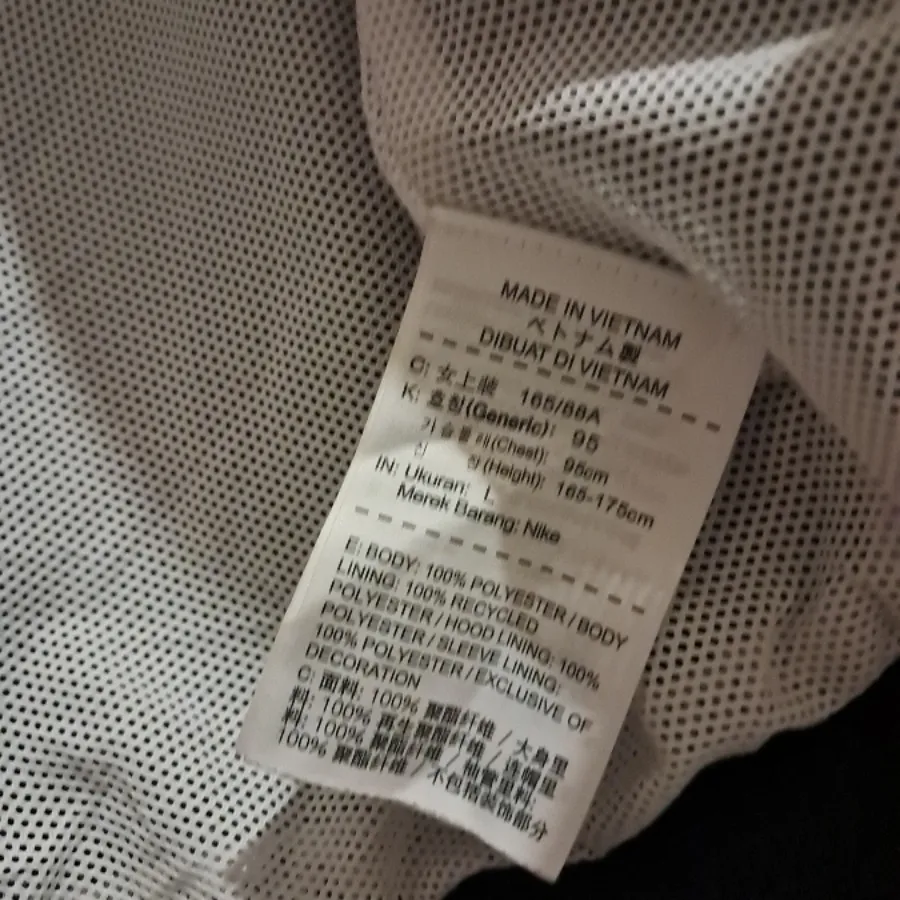 MADE IN VIETNAM
ベトナム製
DIBUAT DI VIETNAM
C: 女上装 165/88A
K: 호칭(Generic): 95
가슴둘레(Chest): 95cm
신 장(Height): 165-175cm
IN: Ukuran: L
Merek Barang: Nike
E: BODY: 100% POLYESTER / BODY
LINING: 100% RECYCLED
POLYESTER / HOOD LINING: 100%
POLYESTER / SLEEVE LINING:
100% POLYESTER / EXCLUSIVE OF
DECORATION
C: 面料: 100% 聚酯纤维 / 大身里
料: 100% 再生聚酯纤维 / 连帽里
料: 100% 聚酯纤维 / 袖管里料:
100% 聚酯纤维 / 不包括装饰部分